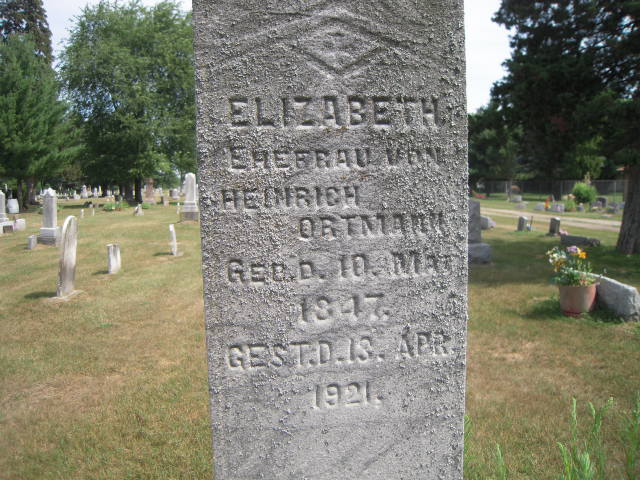 ELIZABETH
EHEFRAU VON
HEINRICH
ORTMANN.
GEB.D. 10. MAI
1847.
GEST.D.13. APR.
1921.